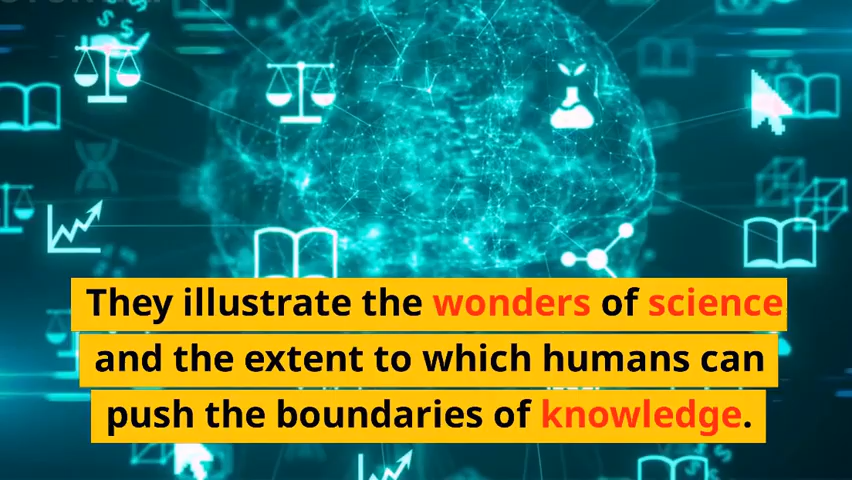 They illustrate the wonders of science
and the extent to which humans can
push the boundaries of knowledge.